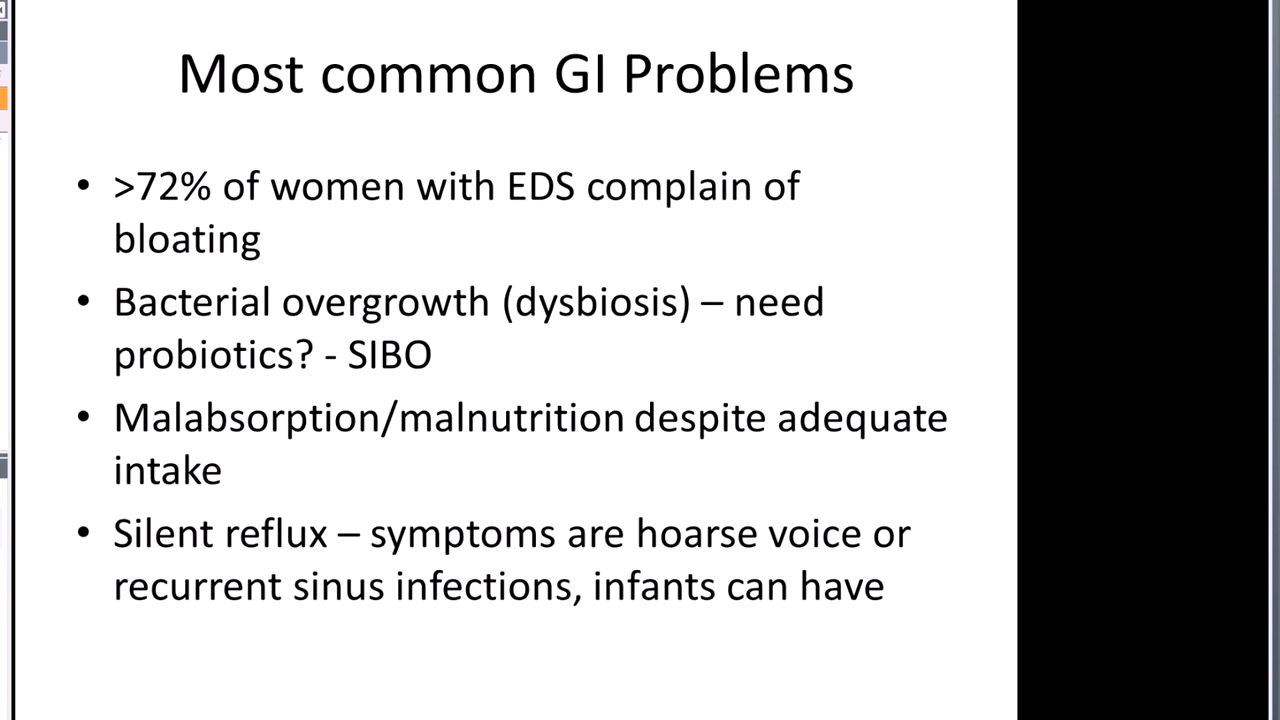 Most common GI Problems
• >72% of women with EDS complain of
bloating
• Bacterial overgrowth (dysbiosis) – need
probiotics? - SIBO
• Malabsorption/malnutrition despite adequate
intake
• Silent reflux – symptoms are hoarse voice or
recurrent sinus infections, infants can have